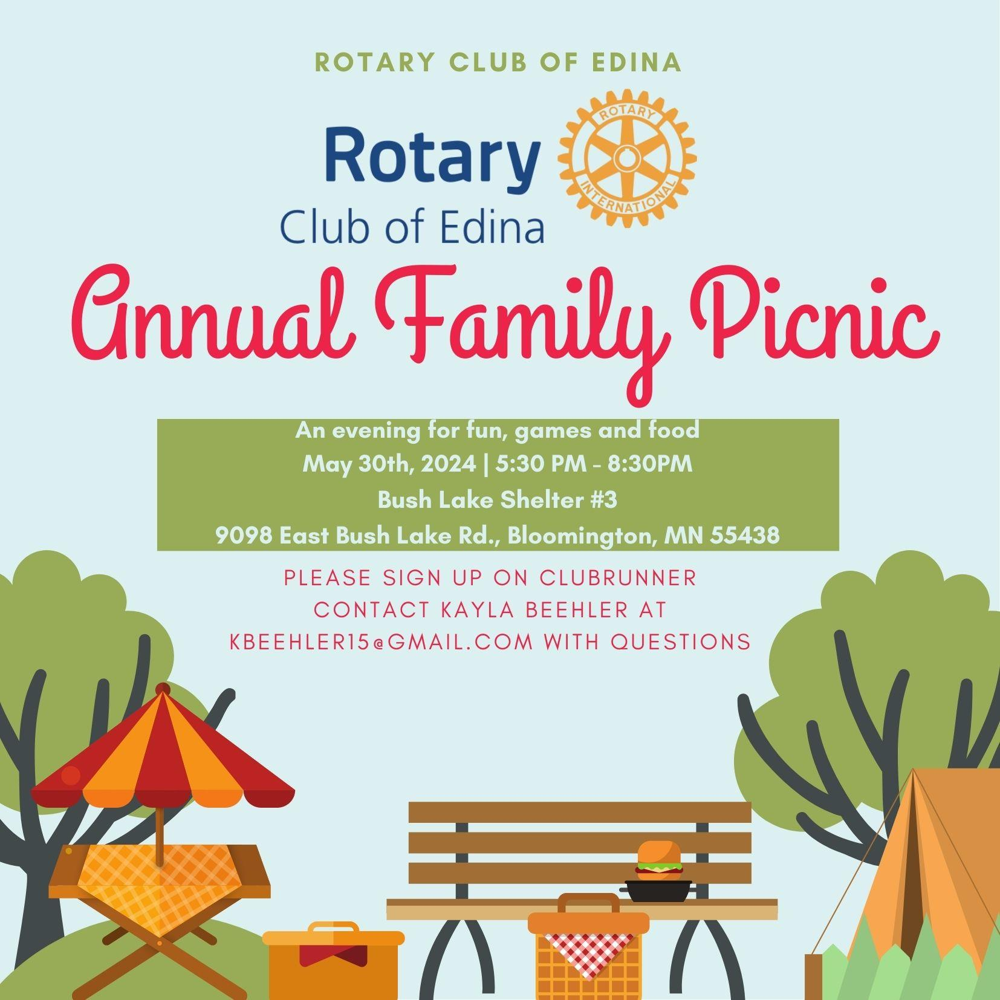 ROTARY CLUB OF EDINA
Rotary
ROTARY
INTERNATIONAL
Club of Edina
Annual Family Picnic
An evening for fun, games and food
May 30th, 2024 | 5:30 PM - 8:30PM
Bush Lake Shelter #3
9098 East Bush Lake Rd., Bloomington, MN 55438
PLEASE SIGN UP ON CLUBRUNNER
CONTACT KAYLA BEEHLER AT
KBEEHLER15@GMAIL.COM WITH QUESTIONS